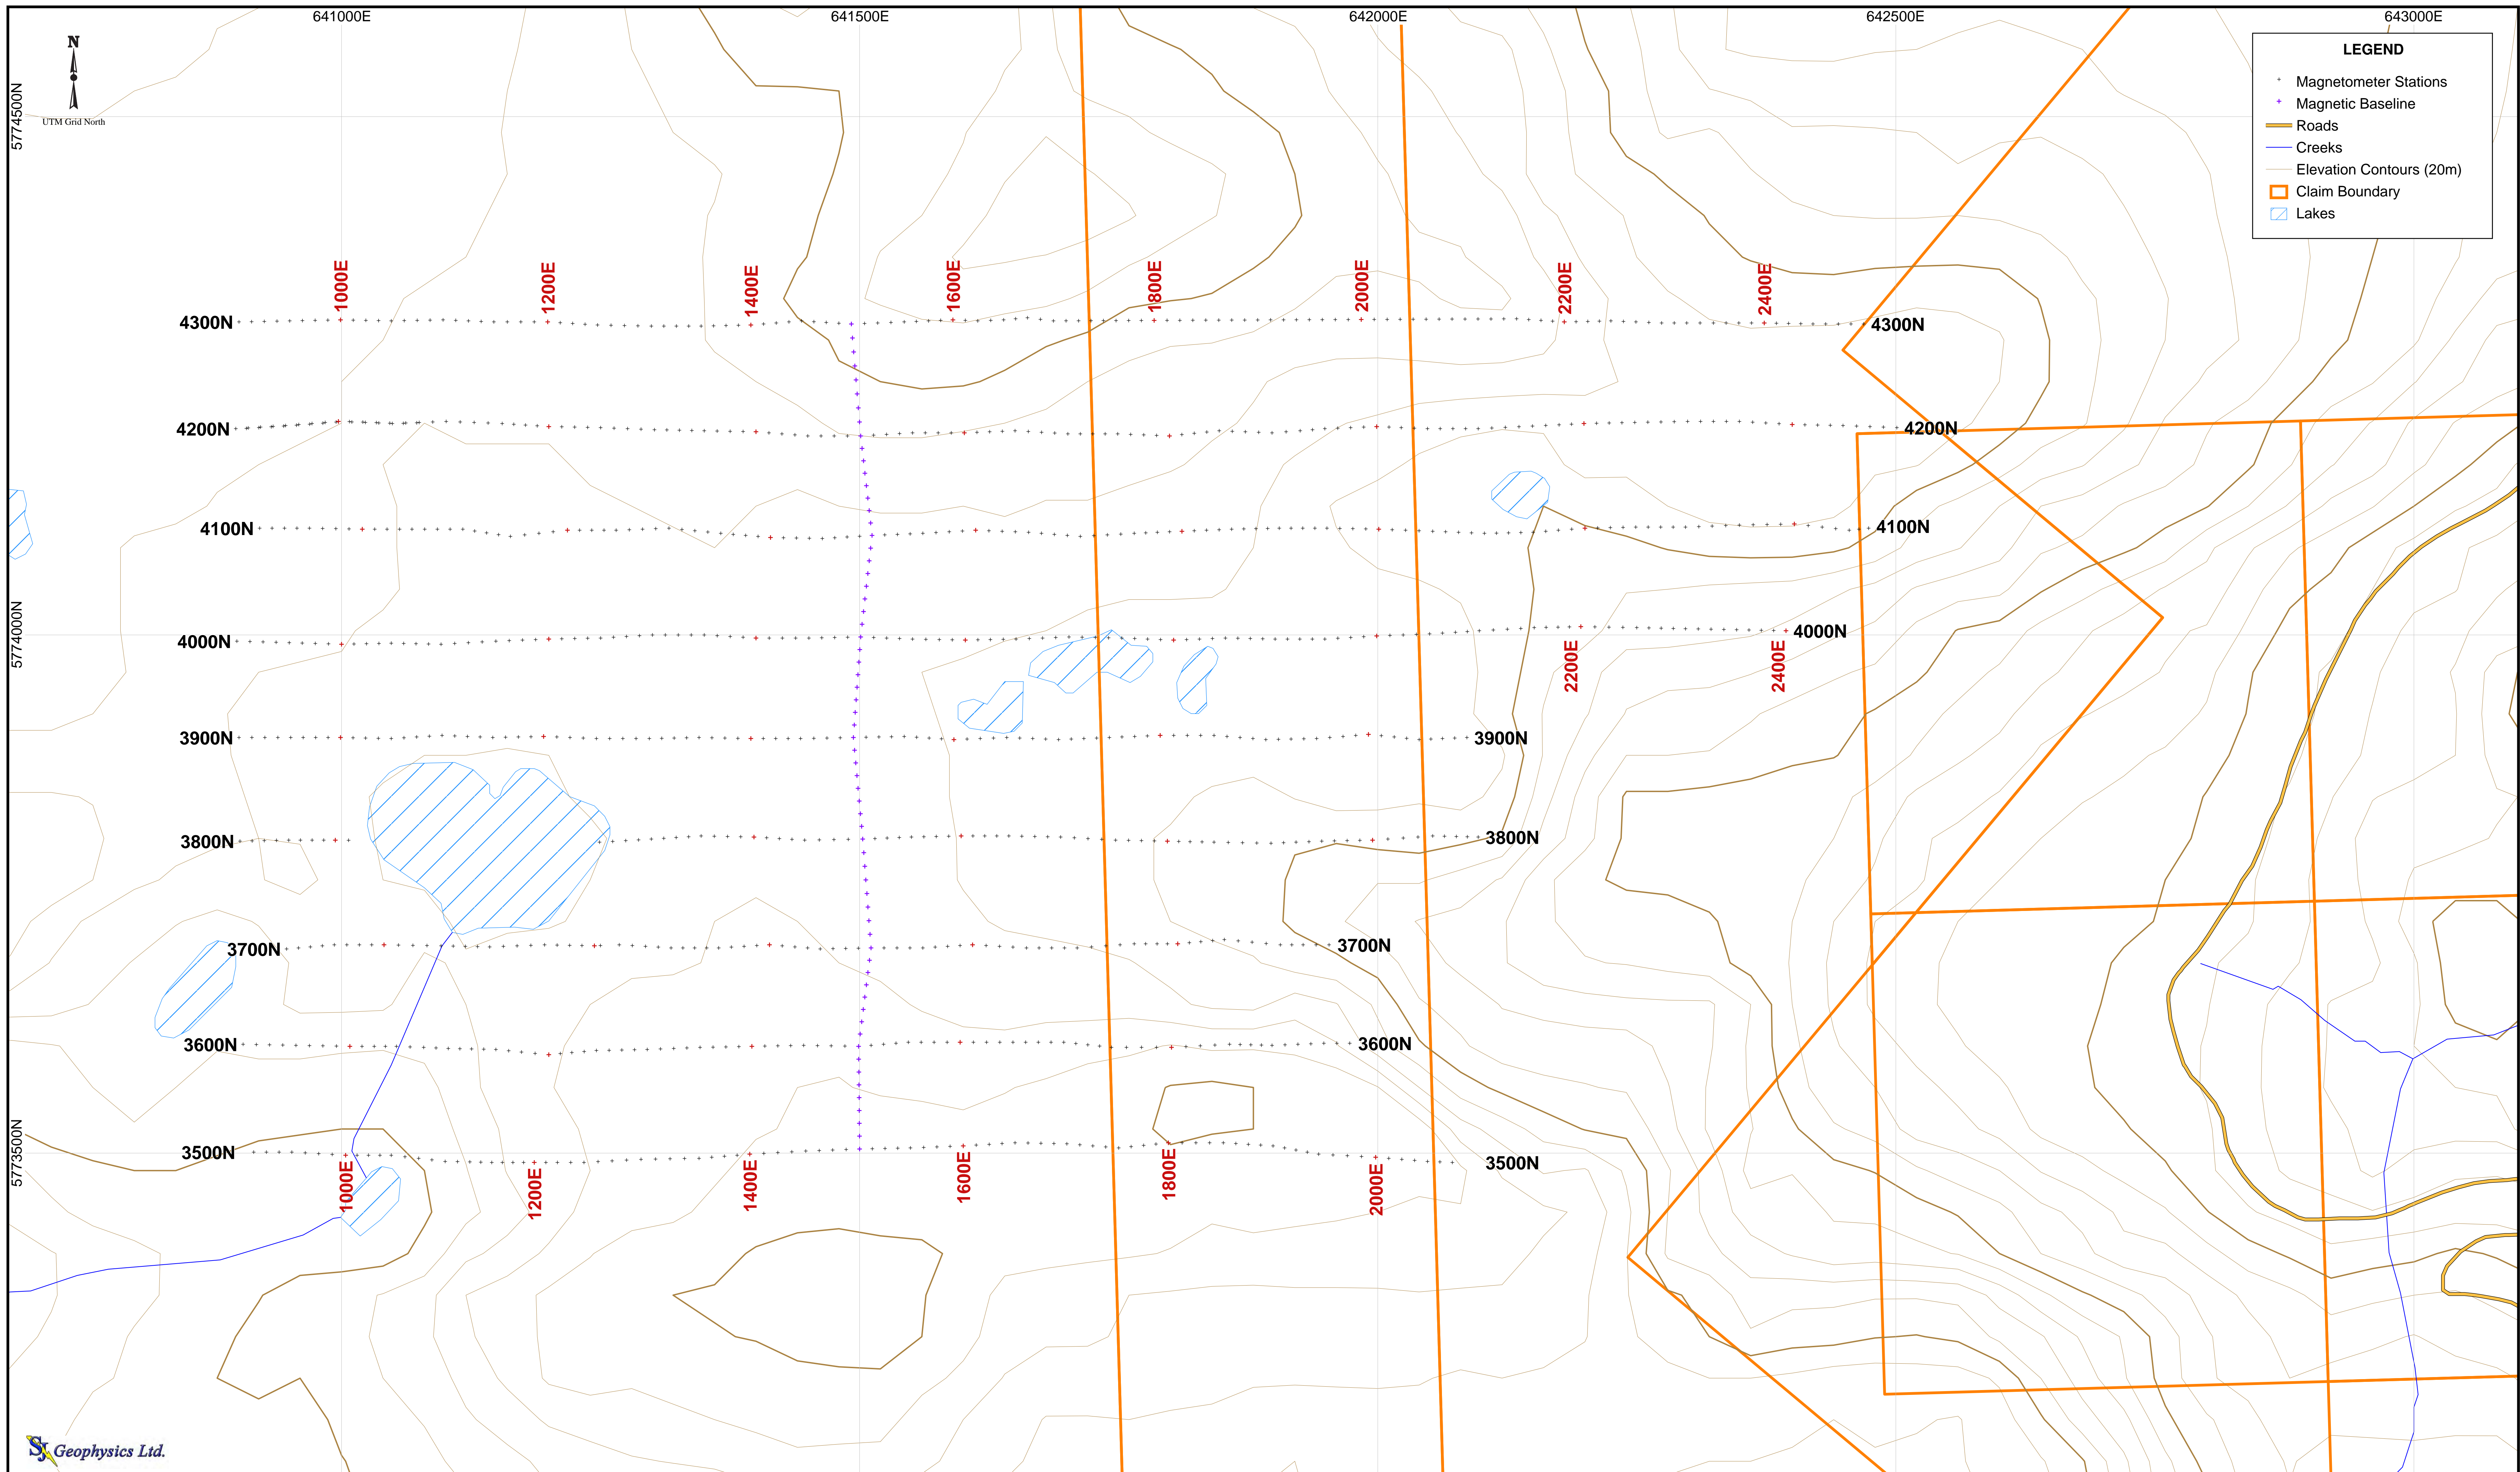 641000E 641500E 642000E 642500E 643000E
N
UTM Grid North
5774500N
5774000N
5773500N
LEGEND
Magnetometer Stations
Magnetic Baseline
Roads
Creeks
Elevation Contours (20m)
Claim Boundary
Lakes
1000E 1200E 1400E 1600E 1800E 2000E 2200E 2400E
4300N 4300N
4200N 4200N
4100N 4100N
4000N 4000N
2200E 2400E
3900N 3900N
3800N 3800N
3700N 3700N
3600N 3600N
3500N 3500N
1000E 1200E 1400E 1600E 1800E 2000E
SJ Geophysics Ltd.